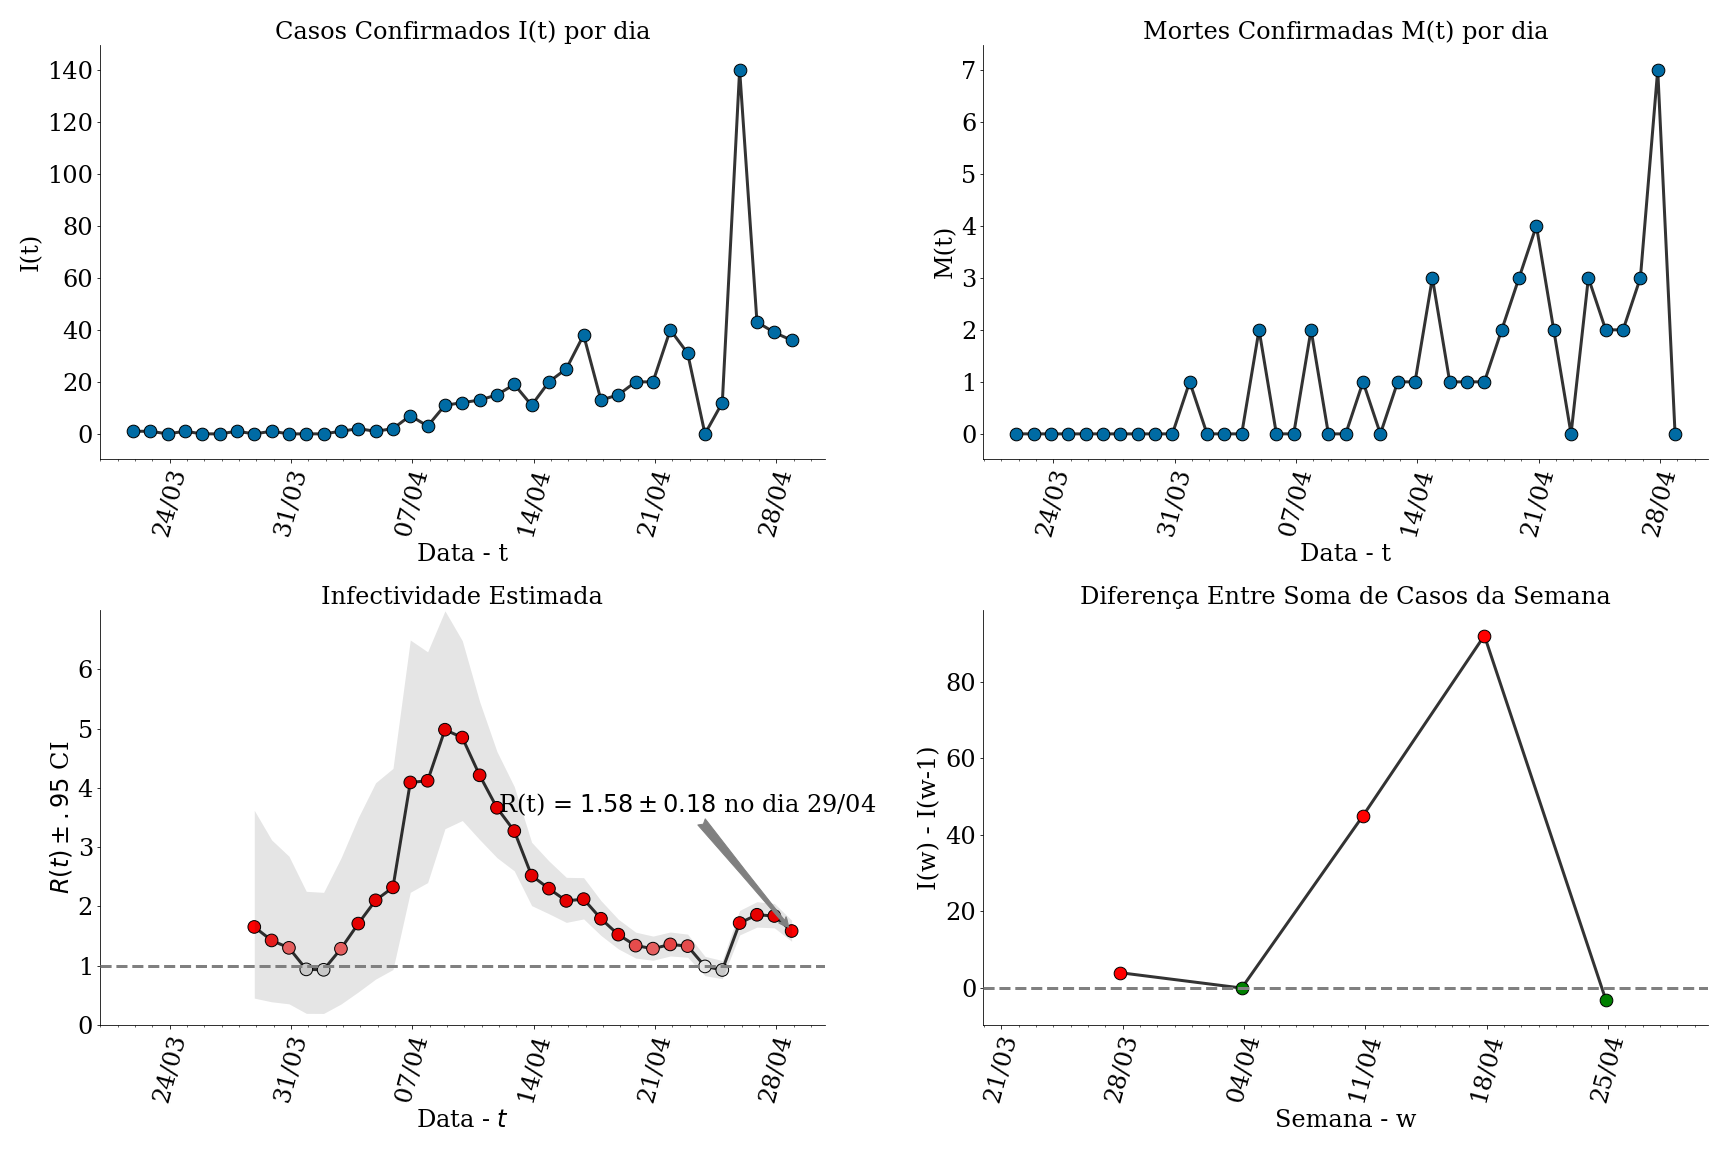 Casos Confirmados I(t) por dia
I(t)
140
120
100
80
60
40
20
0
24/03 31/03 07/04 14/04 21/04 28/04
Data - t
Mortes Confirmadas M(t) por dia
M(t)
7
6
5
4
3
2
1
0
24/03 31/03 07/04 14/04 21/04 28/04
Data - t
Infectividade Estimada
R(t) ± .95 CI
6
5
4
3
2
1
0
R(t) = 1.58 ± 0.18 no dia 29/04
24/03 31/03 07/04 14/04 21/04 28/04
Data - t
Diferença Entre Soma de Casos da Semana
I(w) - I(w-1)
80
60
40
20
0
21/03 28/03 04/04 11/04 18/04 25/04
Semana - w